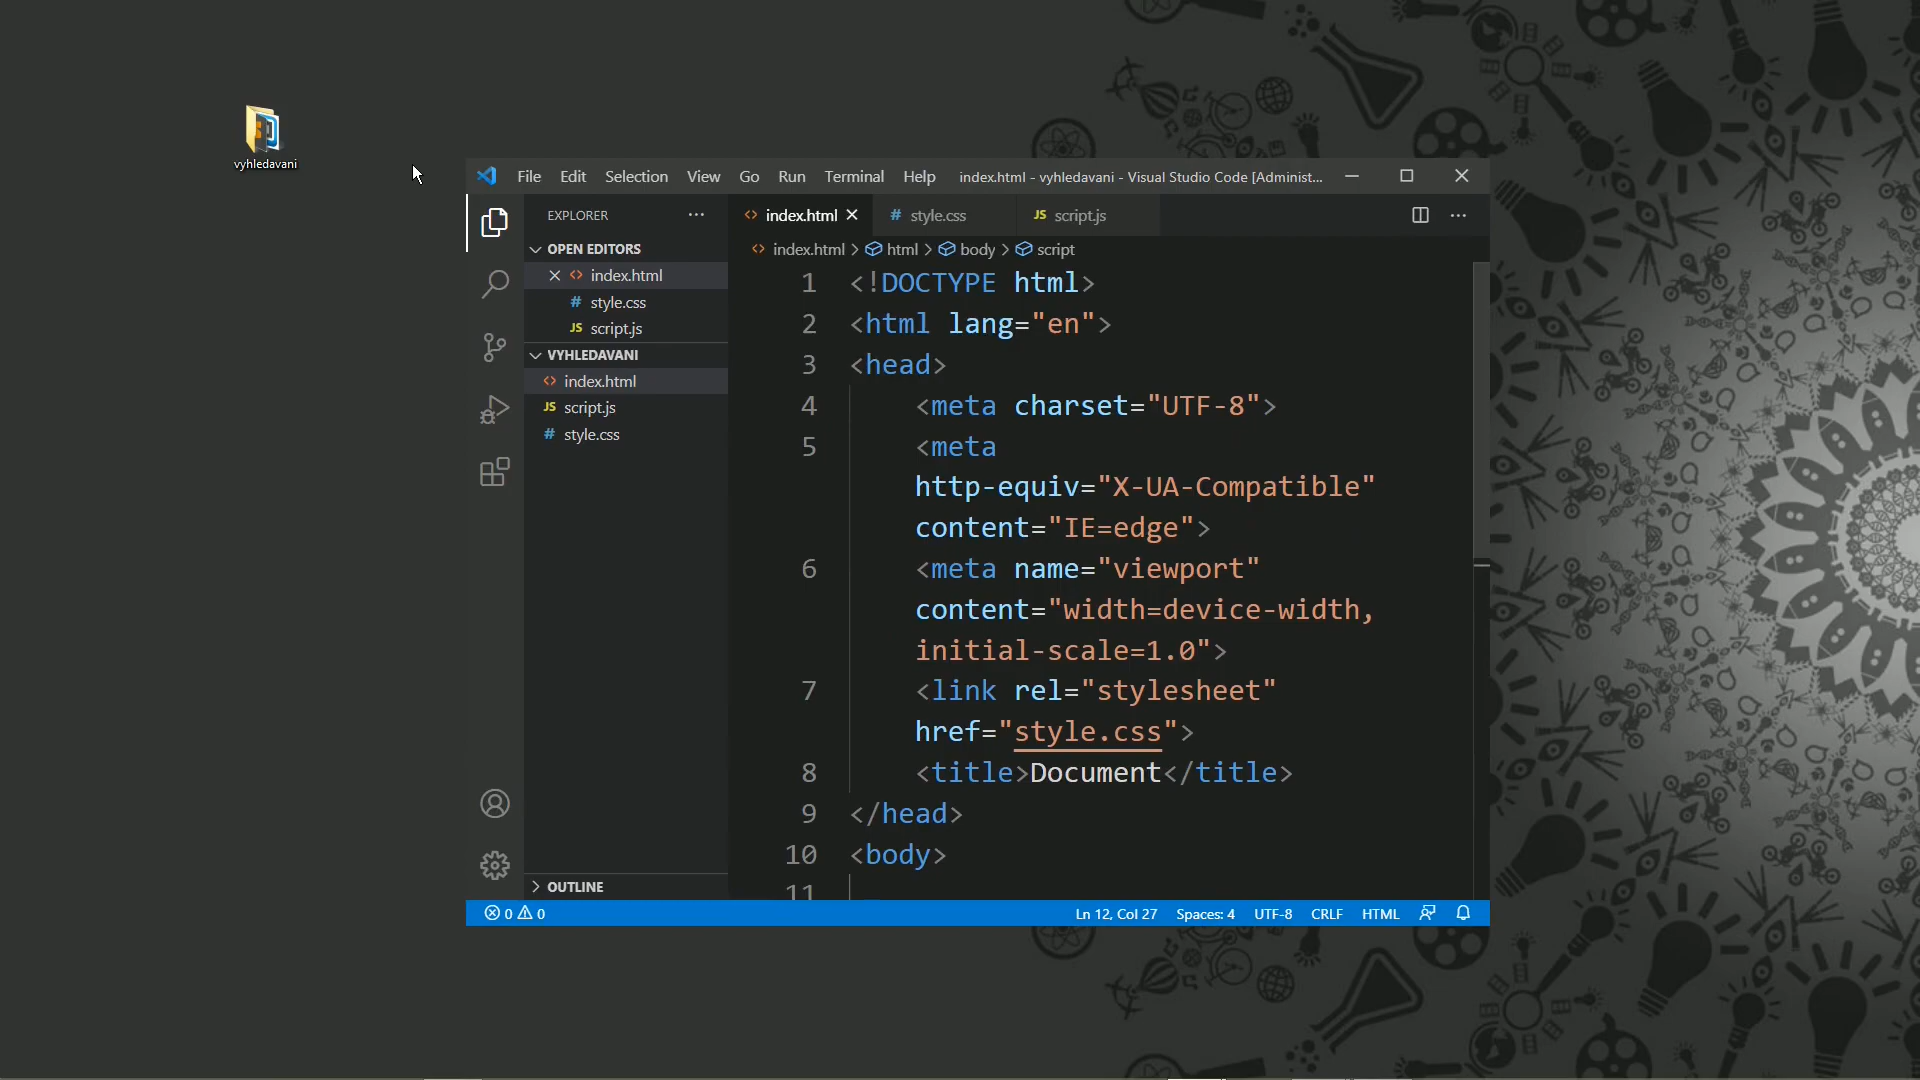 vyhledavani
File Edit Selection View Go Run Terminal Help index.html - vyhledavani - Visual Studio Code [Administ...
EXPLORER
index.html style.css JS script.js
OPEN EDITORS
index.html > html > body > script
index.html
# style.css
JS script.js
VYHLEDAVANI
index.html
JS script.js
# style.css
OUTLINE
1 <!DOCTYPE html>
2 <html lang="en">
3 <head>
4 <meta charset="UTF-8">
5 <meta
http-equiv="X-UA-Compatible"
content="IE=edge">
6 <meta name="viewport"
content="width=device-width,
initial-scale=1.0">
7 <link rel="stylesheet"
href="style.css">
8 <title>Document</title>
9 </head>
10 <body>
11
0 0 Ln 12, Col 27 Spaces: 4 UTF-8 CRLF HTML